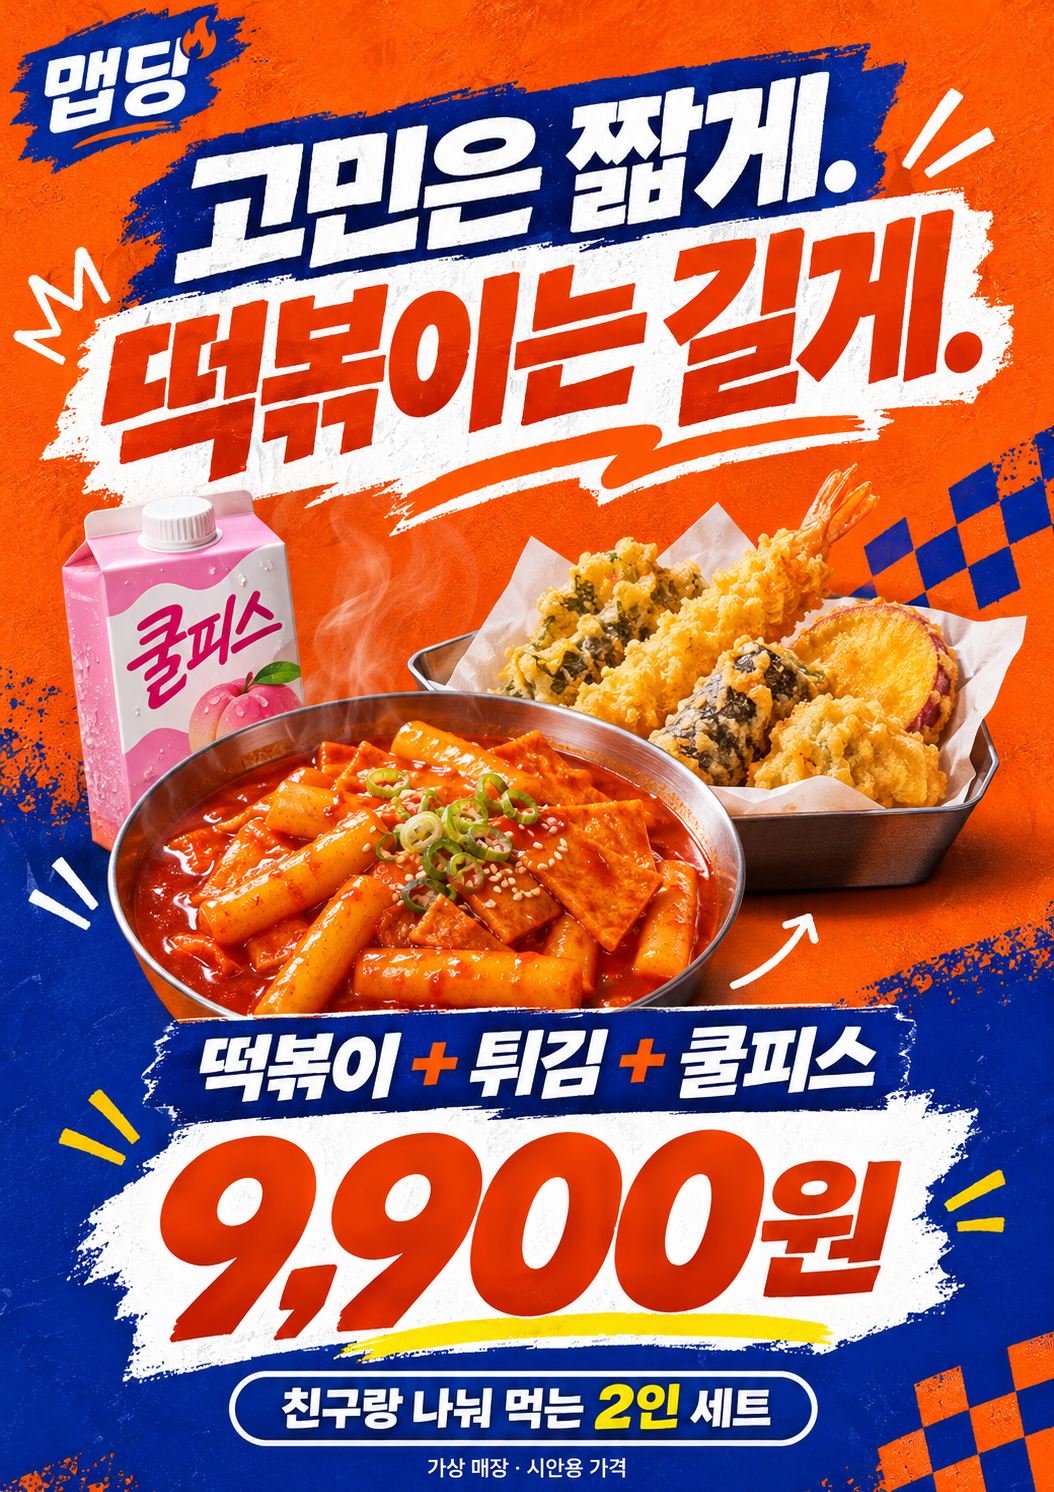 맵딩
고민은 짧게.
떡볶이는 길게.
쿨피스
떡볶이 + 튀김 + 쿨피스
9,900원
친구랑 나눠 먹는 2인 세트
가상 매장 · 시안용 가격